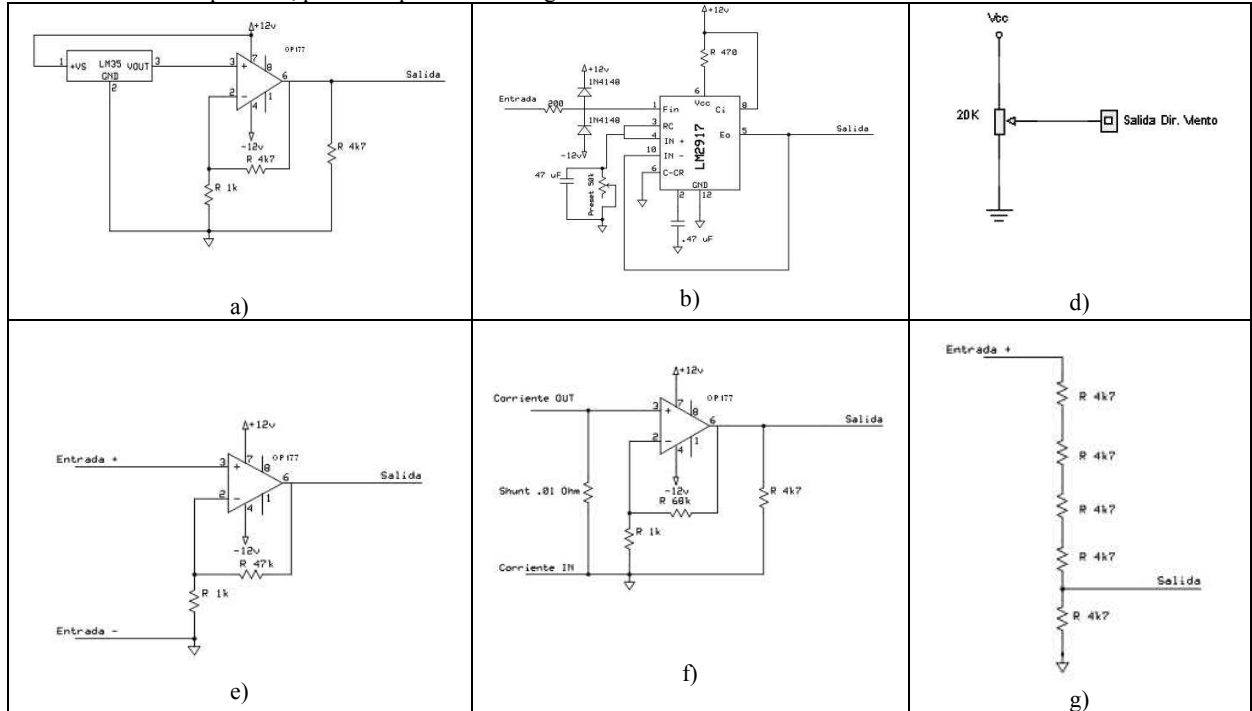 +12v
OP177
1 +VS LM35 VOUT 3
GND
2
3 +
7
8
6
Salida
2 -
4
1
-12v
R 4k7
R 4k7
R 1k
a)
+12v
R 470
+12v
1N4148
Entrada
200
1N4148
-12v
6
Vcc
1 Fin
Ci 8
3 RC
4 IN +
10 IN -
6 C-CR
LM2917
Eo 5
Salida
GND
2
12
47 uF
Preset 50k
.47 uF
b)
Vcc
20K
Salida Dir. Viento
d)
+12v
OP177
Entrada +
3 +
7
8
6
Salida
2 -
4
1
-12v
R 47k
R 1k
Entrada -
e)
+12v
OP177
Corriente OUT
3 +
7
8
6
Salida
2 -
4
1
Shunt .01 Ohm
-12v
R 68k
R 4k7
R 1k
Corriente IN
f)
Entrada +
R 4k7
R 4k7
R 4k7
R 4k7
Salida
R 4k7
g)